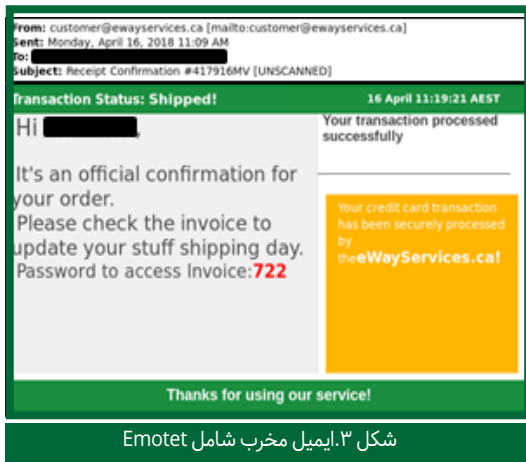 From: customer@ewayservices.ca [mailto:customer@ewayservices.ca]
Sent: Monday, April 16, 2018 11:09 AM
To:
Subject: Receipt Confirmation #417916MV [UNSCANNED]
Transaction Status: Shipped!
16 April 11:19:21 AEST
Hi ,
It's an official confirmation for
your order.
Please check the invoice to
update your stuff shipping day.
Password to access Invoice:722
Your transaction processed
successfully
Your credit card transaction
has been securely processed
by
theeWayServices.ca!
Thanks for using our service!
شکل ۳.ایمیل مخرب شامل Emotet